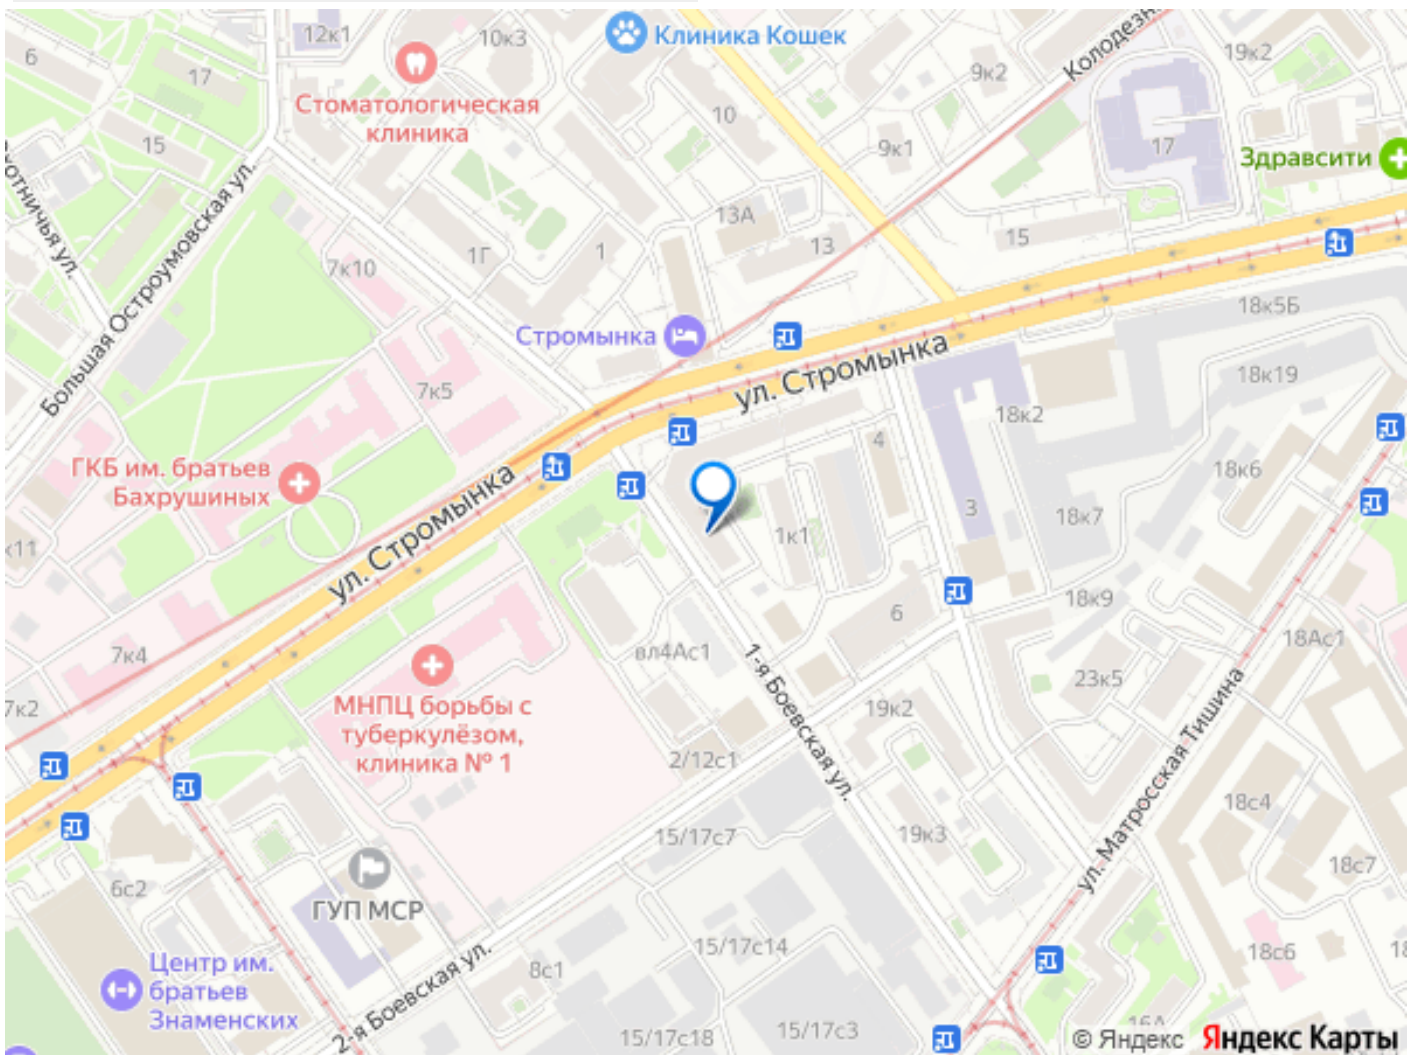 12к1
10к3
Клиника Кошек
19к2
6
17
Стоматологическая
клиника
9к2
Колодезн
10
15
9к1
17
Здравсити
отничья ул.
Большая Остроумовская ул.
13А
7к10
1Г
1
13
15
Стромынка
18к5Б
ул. Стромынка
7к5
18к19
18к2
4
ГКБ им. братьев
Бахрушиных
18к6
ул. Стромынка
к11
1к1
3
18к7
18к9
6
7к4
вл4Ас1
18Ас1
1-я Боевская ул.
23к5
7к2
МНПЦ борьбы с
туберкулёзом,
клиника № 1
19к2
2/12с1
ул. Матросская Тишина
18с4
15/17с7
19к3
18с7
6с2
ГУП МСР
2-я Боевская ул.
15/17с14
18с6
18
8с1
Центр им.
братьев
Знаменских
15/17с18
15/17с3
16А
© Яндекс Яндекс Карты